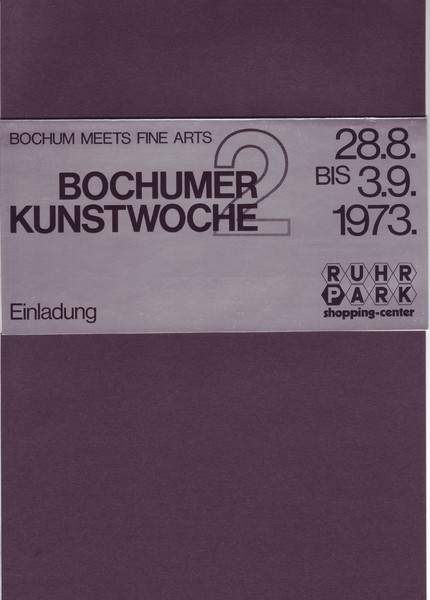 BOCHUM MEETS FINE ARTS
2
BOCHUMER
KUNSTWOCHE
28.8.
BIS 3.9.
1973.
Einladung
RUHR
PARK
shopping-center